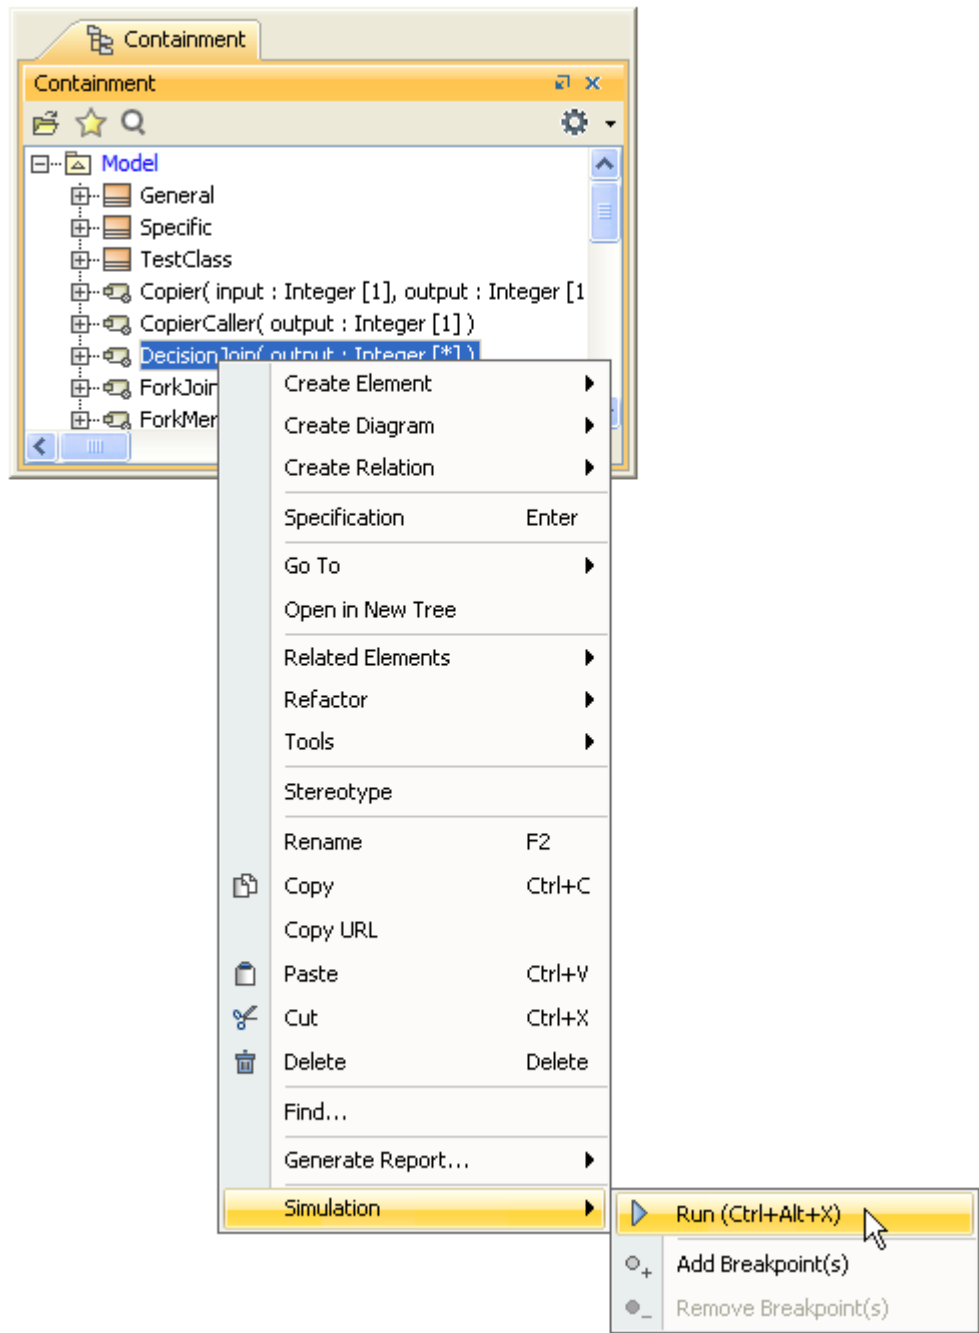 Containment
Containment
Model
General
Specific
TestClass
Copier( input : Integer [1], output : Integer [1
CopierCaller( output : Integer [1] )
DecisionJoin( output : Integer [*] )
ForkJoin
ForkMer
Create Element
Create Diagram
Create Relation
Specification Enter
Go To
Open in New Tree
Related Elements
Refactor
Tools
Stereotype
Rename F2
Copy Ctrl+C
Copy URL
Paste Ctrl+V
Cut Ctrl+X
Delete Delete
Find...
Generate Report...
Simulation
Run (Ctrl+Alt+X)
Add Breakpoint(s)
Remove Breakpoint(s)